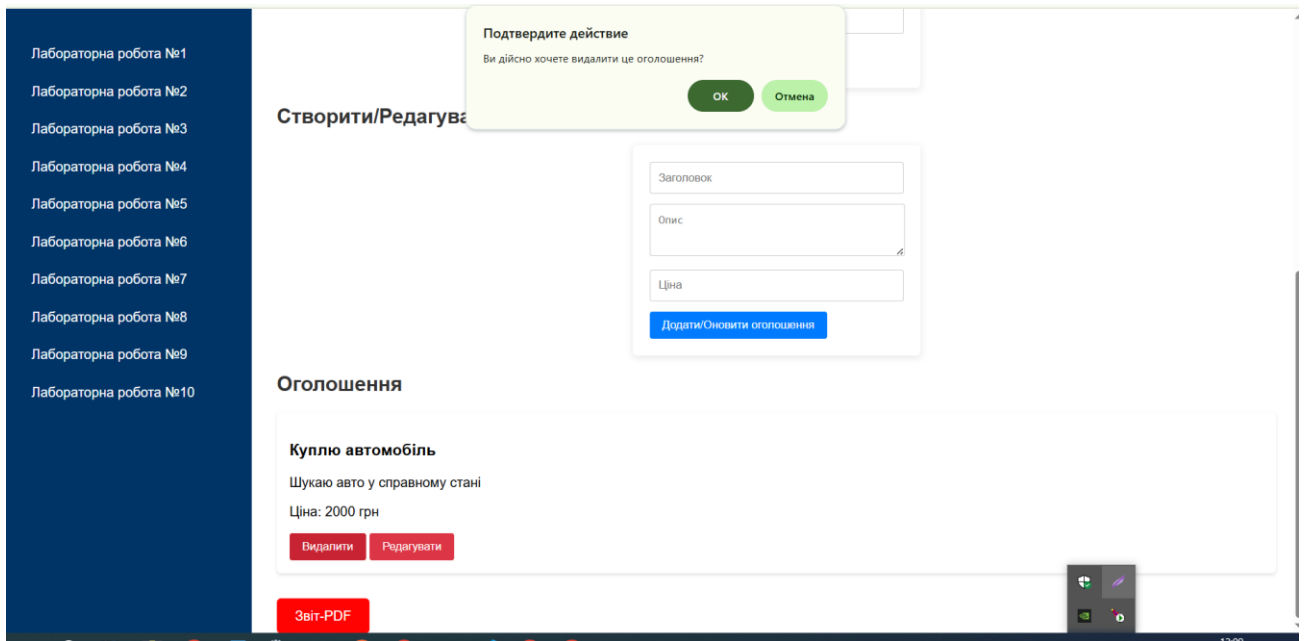 Подтвердите действие
Ви дійсно хочете видалити це оголошення?
ОК
Отмена
Лабораторна робота №1
Лабораторна робота №2
Лабораторна робота №3
Лабораторна робота №4
Лабораторна робота №5
Лабораторна робота №6
Лабораторна робота №7
Лабораторна робота №8
Лабораторна робота №9
Лабораторна робота №10
Створити/Редагува
Заголовок
Опис
Ціна
Додати/Оновити оголошення
Оголошення
Куплю автомобіль
Шукаю авто у справному стані
Ціна: 2000 грн
Видалити
Редагувати
Звіт-PDF